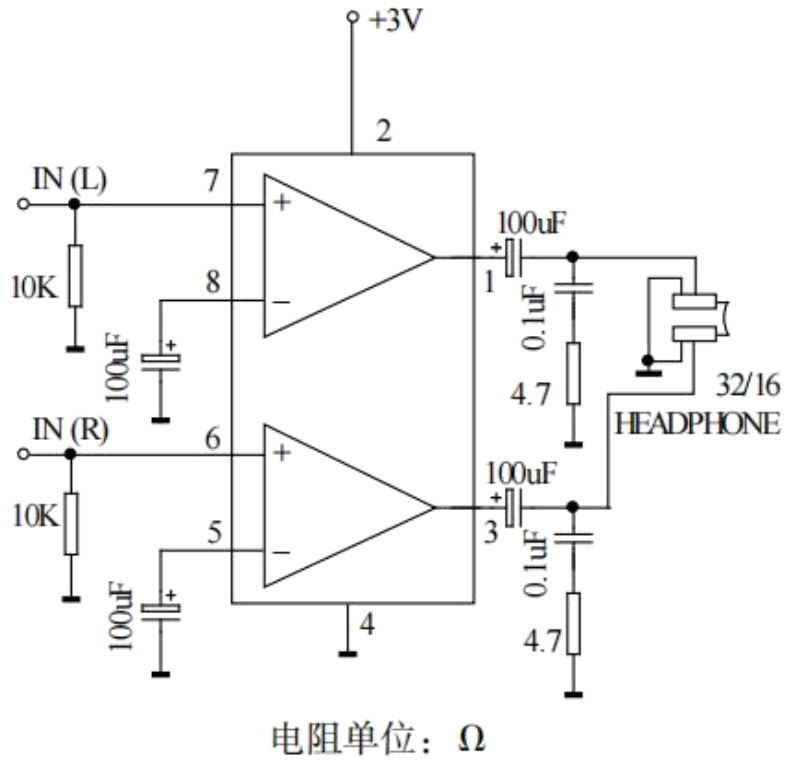 +3V
2
IN (L)
7
+
100uF
+
10K
8
−
1
0.1uF
+
100uF
4.7
32/16
HEADPHONE
IN (R)
6
+
100uF
+
10K
5
−
3
0.1uF
+
100uF
4
4.7
电阻单位：Ω